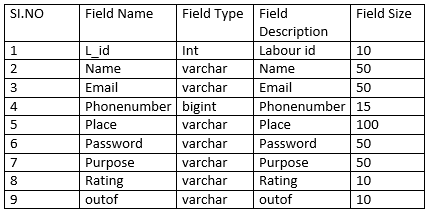 SI.NO Field Name Field Type Field Description Field Size
1 L_id Int Labour id 10
2 Name varchar Name 50
3 Email varchar Email 50
4 Phonenumber bigint Phonenumber 15
5 Place varchar Place 100
6 Password varchar Password 50
7 Purpose varchar Purpose 50
8 Rating varchar Rating 10
9 outof varchar outof 10